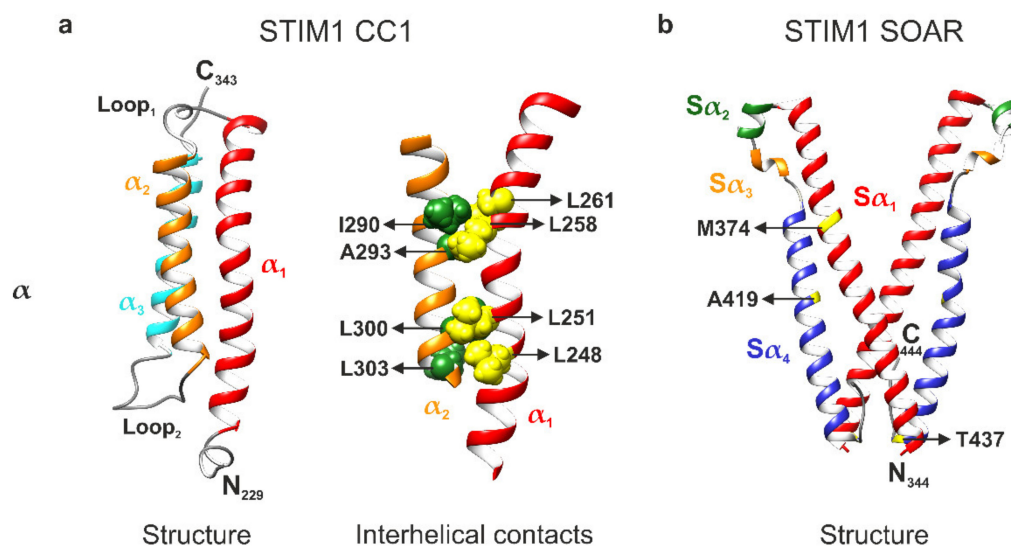 a
STIM1 CC1
C343
Loop1
α2
α3
α1
Loop2
N229
Structure
I290
A293
L300
L303
L261
L258
L251
L248
α2
α1
Interhelical contacts
α
b
STIM1 SOAR
Sα2
Sα3
Sα1
M374
A419
Sα4
C444
T437
N344
Structure